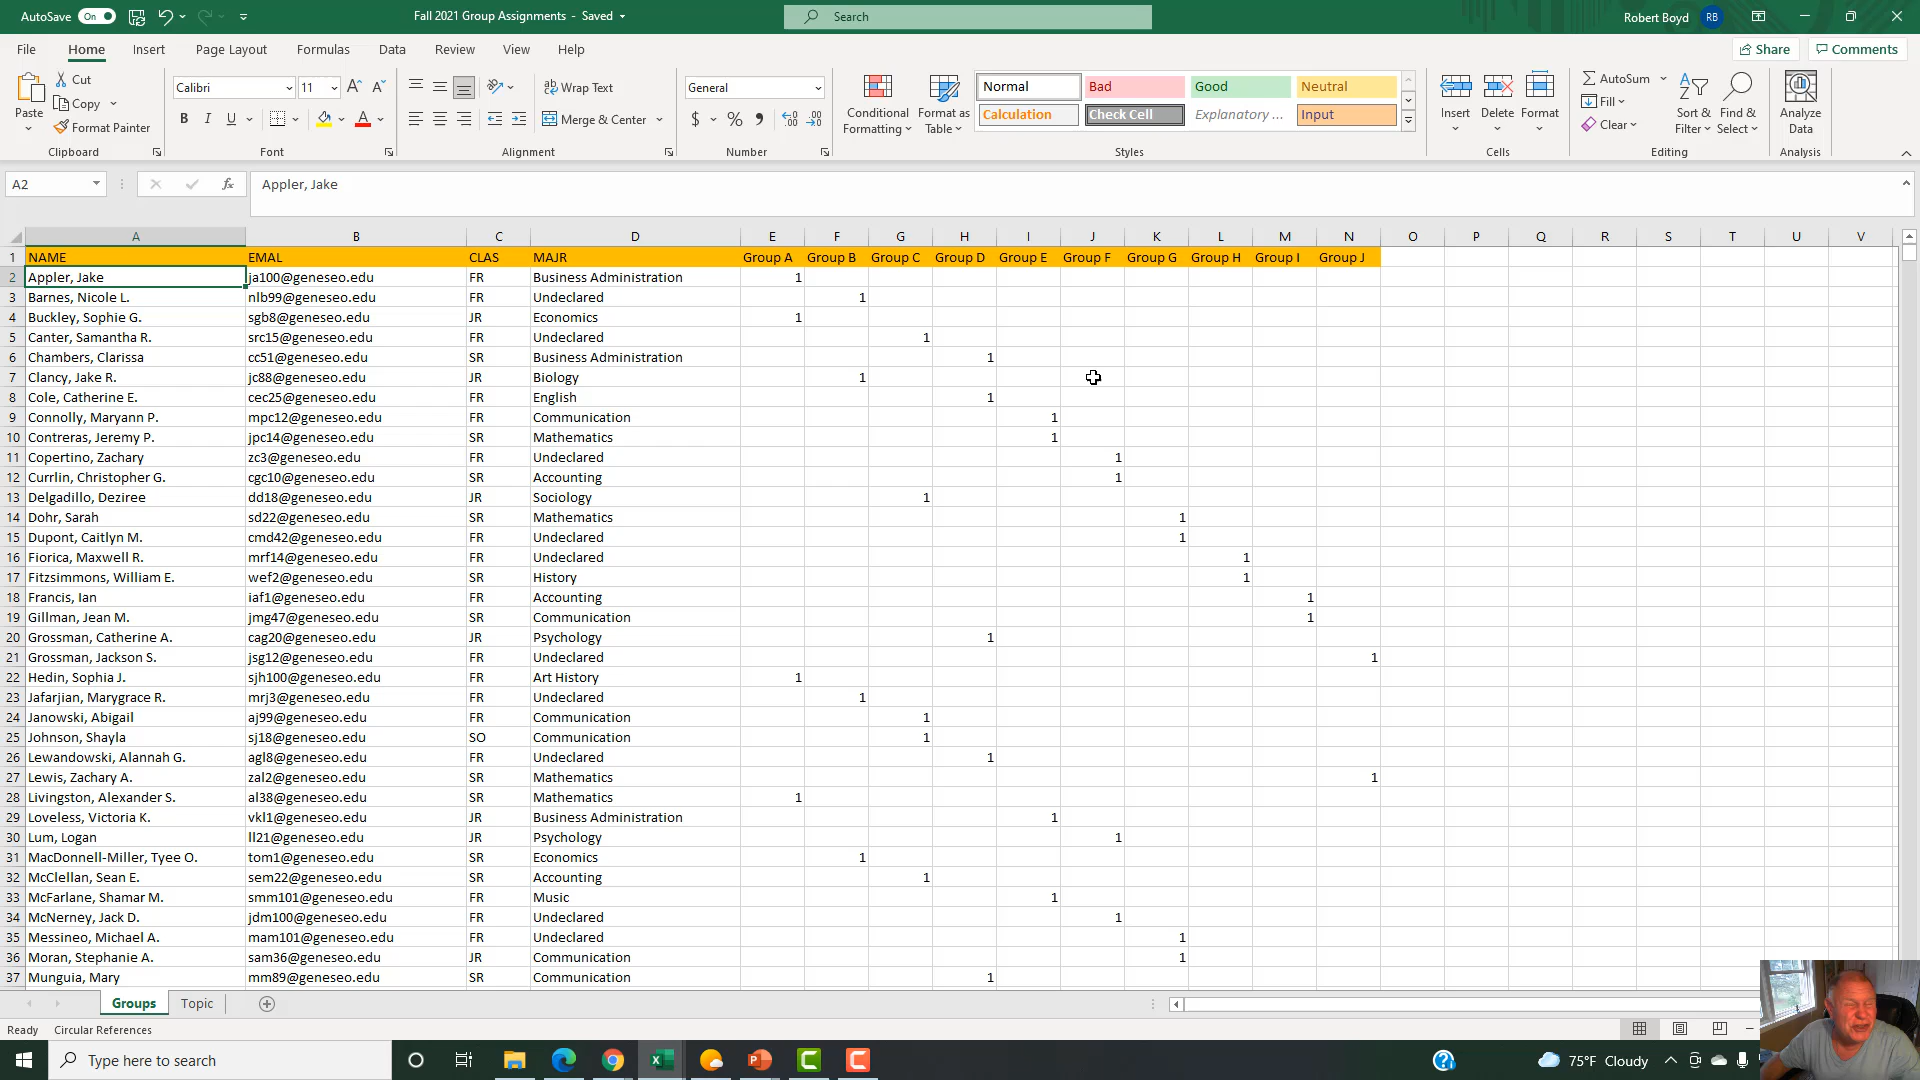 AutoSave On Fall 2021 Group Assignments - Saved Search Robert Boyd RB
File Home Insert Page Layout Formulas Data Review View Help Share Comments
Cut Copy Format Painter Paste Clipboard
Calibri 11 B I U A A A Font
Wrap Text Merge & Center Alignment
General $ % 9 Number
Conditional Formatting Format as Table Normal Bad Good Neutral
Calculation Check Cell Explanatory ... Input Styles
Insert Delete Format Cells
AutoSum Fill Clear Sort & Filter Find & Select Editing
Analyze Data Analysis
A2 fx Appler, Jake
A B C D E F G H I J K L M N O P Q R S T U V
1 NAME EMAL CLAS MAJR Group A Group B Group C Group D Group E Group F Group G Group H Group I Group J
2 Appler, Jake ja100@geneseo.edu FR Business Administration 1
3 Barnes, Nicole L. nlb99@geneseo.edu FR Undeclared 1
4 Buckley, Sophie G. sgb8@geneseo.edu JR Economics 1
5 Canter, Samantha R. src15@geneseo.edu FR Undeclared 1
6 Chambers, Clarissa cc51@geneseo.edu SR Business Administration 1
7 Clancy, Jake R. jc88@geneseo.edu JR Biology 1
8 Cole, Catherine E. cec25@geneseo.edu FR English 1
9 Connolly, Maryann P. mpc12@geneseo.edu FR Communication 1
10 Contreras, Jeremy P. jpc14@geneseo.edu SR Mathematics 1
11 Copertino, Zachary zc3@geneseo.edu FR Undeclared 1
12 Currlin, Christopher G. cgc10@geneseo.edu SR Accounting 1
13 Delgadillo, Deziree dd18@geneseo.edu JR Sociology 1
14 Dohr, Sarah sd22@geneseo.edu SR Mathematics 1
15 Dupont, Caitlyn M. cmd42@geneseo.edu FR Undeclared 1
16 Fiorica, Maxwell R. mrf14@geneseo.edu FR Undeclared 1
17 Fitzsimmons, William E. wef2@geneseo.edu SR History 1
18 Francis, Ian iaf1@geneseo.edu FR Accounting 1
19 Gillman, Jean M. jmg47@geneseo.edu SR Communication 1
20 Grossman, Catherine A. cag20@geneseo.edu JR Psychology 1
21 Grossman, Jackson S. jsg12@geneseo.edu FR Undeclared 1
22 Hedin, Sophia J. sjh100@geneseo.edu FR Art History 1
23 Jafarjian, Marygrace R. mrj3@geneseo.edu FR Undeclared 1
24 Janowski, Abigail aj99@geneseo.edu FR Communication 1
25 Johnson, Shayla sj18@geneseo.edu SO Communication 1
26 Lewandowski, Alannah G. agl8@geneseo.edu FR Undeclared 1
27 Lewis, Zachary A. zal2@geneseo.edu SR Mathematics 1
28 Livingston, Alexander S. al38@geneseo.edu SR Mathematics 1
29 Loveless, Victoria K. vkl1@geneseo.edu JR Business Administration 1
30 Lum, Logan ll21@geneseo.edu JR Psychology 1
31 MacDonnell-Miller, Tyee O. tom1@geneseo.edu SR Economics 1
32 McClellan, Sean E. sem22@geneseo.edu SR Accounting 1
33 McFarlane, Shamar M. smm101@geneseo.edu FR Music 1
34 McNerney, Jack D. jdm100@geneseo.edu FR Undeclared 1
35 Messineo, Michael A. mam101@geneseo.edu FR Undeclared 1
36 Moran, Stephanie A. sam36@geneseo.edu JR Communication 1
37 Munguia, Mary mm89@geneseo.edu SR Communication 1
Groups Topic
Ready Circular References
Type here to search 75°F Cloudy